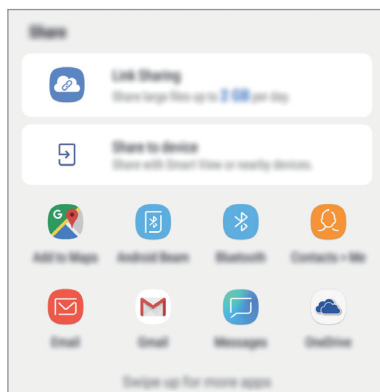 Share
Link Sharing
Share large files up to 2 GB per day.
Share to device
Share with Smart View or nearby devices.
Add to Maps Android Beam Bluetooth Contacts + Me
Email Gmail Messages OneDrive
Swipe up for more apps